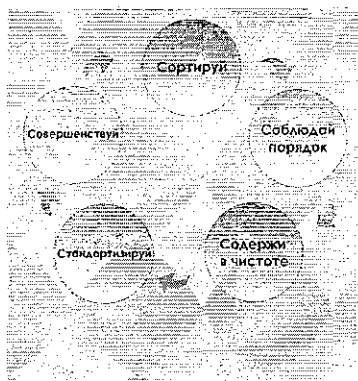 Сортируй
Соблюдай
порядок
Содержи
в чистоте
Стандартизируй
Совершенствуй